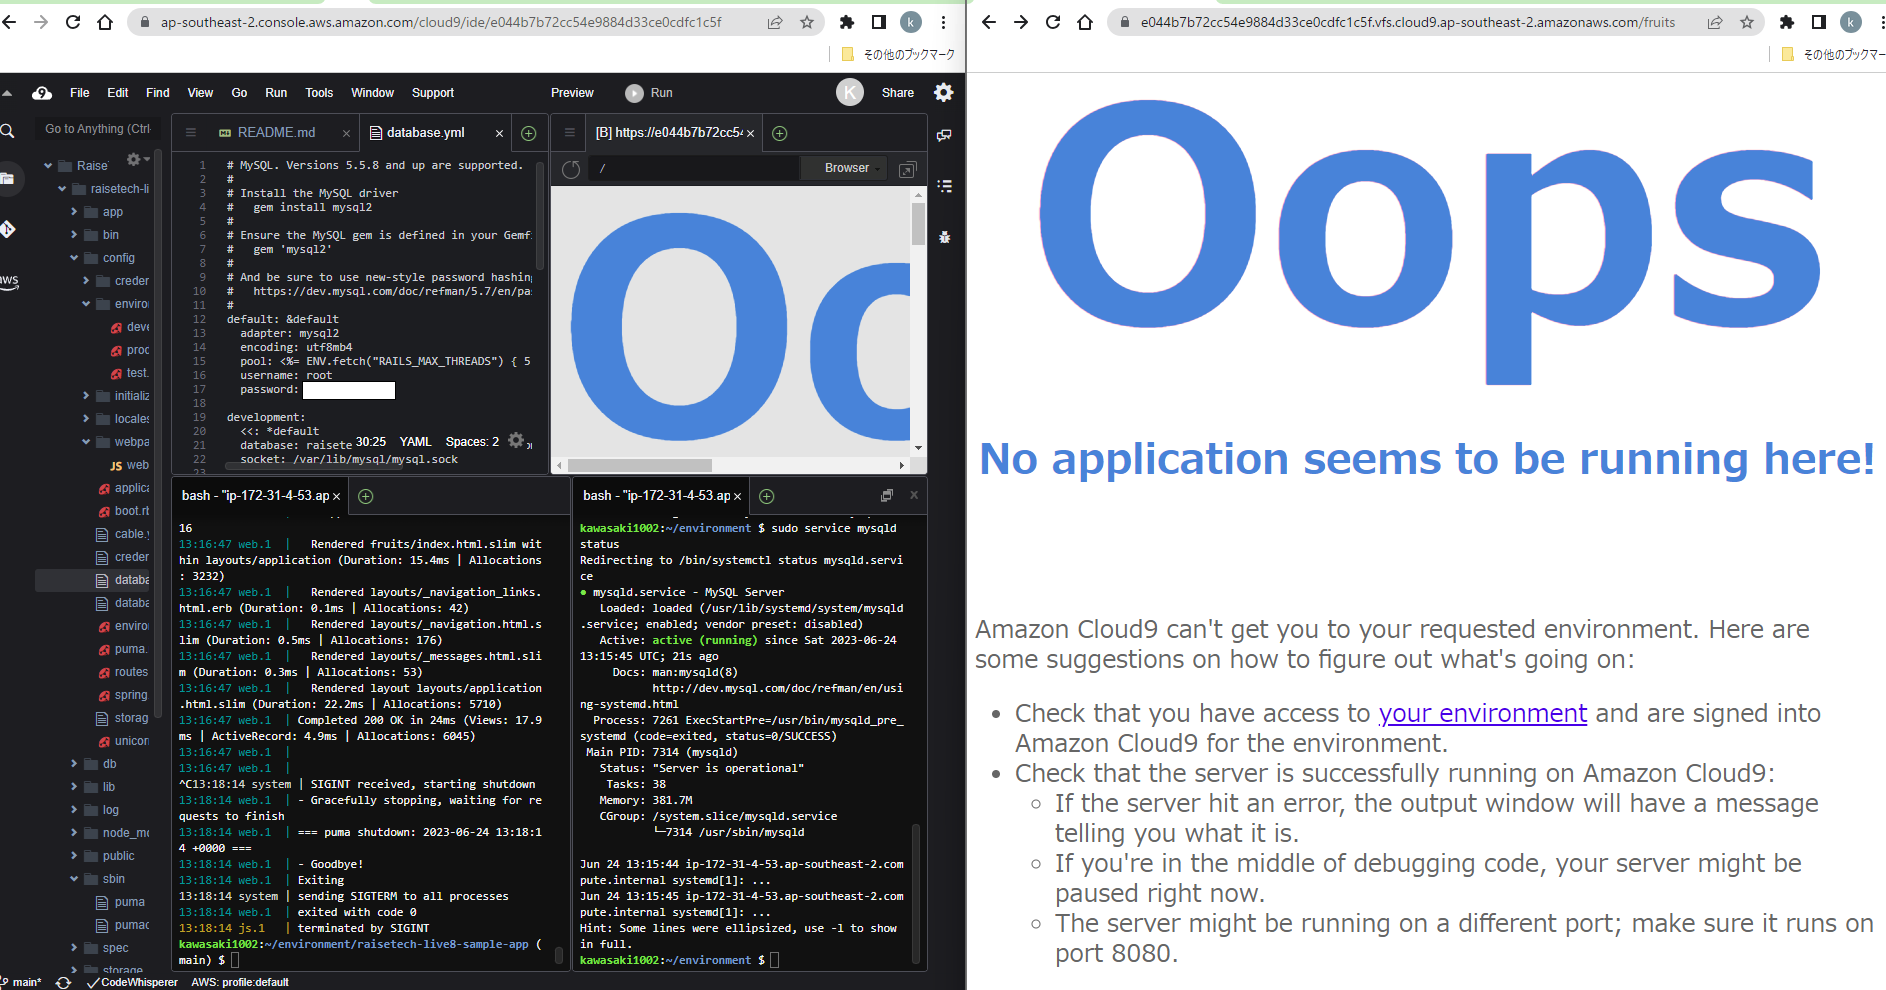 ap-southeast-2.console.aws.amazon.com/cloud9/ide/e044b7b72cc54e9884d33ce0cdfc1c5f
k
その他のブックマーク
9 File Edit Find View Go Run Tools Window Support Preview Run K Share
Go to Anything (Ctrl-
README.md
database.yml
Raise
raisetech-li
app
bin
config
creder
enviror
deve
prod
test.
initializ
locales
webpa
JS web
applica
boot.rb
cable.y
creder
databa
databa
enviro
puma.
routes
spring
storag
unicor
db
lib
log
node_mo
public
sbin
puma
pumac
spec
storage
aws
1 # MySQL. Versions 5.5.8 and up are supported.
2 #
3 # Install the MySQL driver
4 # gem install mysql2
5 #
6 # Ensure the MySQL gem is defined in your Gemf
7 # gem 'mysql2'
8 #
9 # And be sure to use new-style password hashing
10 # https://dev.mysql.com/doc/refman/5.7/en/pas
11 #
12 default: &default
13 adapter: mysql2
14 encoding: utf8mb4
15 pool: <%= ENV.fetch("RAILS_MAX_THREADS") { 5
16 username: root
17 password:
18
19 development:
20 <<: *default
21 database: raisete
22 socket: /var/lib/mysql/mysql.sock
23
30:25 YAML Spaces: 2
[B] https://e044b7b72cc54
/
Browser
Oo
bash - "ip-172-31-4-53.ap
16
13:16:47 web.1 | Rendered fruits/index.html.slim wit
hin layouts/application (Duration: 15.4ms | Allocations
: 3232)
13:16:47 web.1 | Rendered layouts/_navigation_links.
html.erb (Duration: 0.1ms | Allocations: 42)
13:16:47 web.1 | Rendered layouts/_navigation.html.s
lim (Duration: 0.5ms | Allocations: 176)
13:16:47 web.1 | Rendered layouts/_messages.html.sli
m (Duration: 0.3ms | Allocations: 53)
13:16:47 web.1 | Rendered layout layouts/application
.html.slim (Duration: 22.2ms | Allocations: 5710)
13:16:47 web.1 | Completed 200 OK in 24ms (Views: 17.9
ms | ActiveRecord: 4.9ms | Allocations: 6045)
13:16:47 web.1 |
13:16:47 web.1 |
^C13:18:14 system | SIGINT received, starting shutdown
13:18:14 web.1 | - Gracefully stopping, waiting for re
quests to finish
13:18:14 web.1 | === puma shutdown: 2023-06-24 13:18:1
4 +0000 ===
13:18:14 web.1 | - Goodbye!
13:18:14 web.1 | Exiting
13:18:14 system | sending SIGTERM to all processes
13:18:14 web.1 | exited with code 0
13:18:14 js.1 | terminated by SIGINT
kawasaki1002:~/environment/raisetech-live8-sample-app (
main) $
bash - "ip-172-31-4-53.ap
kawasaki1002:~/environment $ sudo service mysqld
status
Redirecting to /bin/systemctl status mysqld.servi
ce
● mysqld.service - MySQL Server
Loaded: loaded (/usr/lib/systemd/system/mysqld
.service; enabled; vendor preset: disabled)
Active: active (running) since Sat 2023-06-24
13:15:45 UTC; 21s ago
Docs: man:mysqld(8)
http://dev.mysql.com/doc/refman/en/usi
ng-systemd.html
Process: 7261 ExecStartPre=/usr/bin/mysqld_pre_
systemd (code=exited, status=0/SUCCESS)
Main PID: 7314 (mysqld)
Status: "Server is operational"
Tasks: 38
Memory: 381.7M
CGroup: /system.slice/mysqld.service
└─7314 /usr/sbin/mysqld
Jun 24 13:15:44 ip-172-31-4-53.ap-southeast-2.com
pute.internal systemd[1]: ...
Jun 24 13:15:45 ip-172-31-4-53.ap-southeast-2.com
pute.internal systemd[1]: ...
Hint: Some lines were ellipsized, use -l to show
in full.
kawasaki1002:~/environment $
main* CodeWhisperer AWS: profile:default
e044b7b72cc54e9884d33ce0cdfc1c5f.vfs.cloud9.ap-southeast-2.amazonaws.com/fruits
k
その他のブックマー
Oops
No application seems to be running here!
Amazon Cloud9 can't get you to your requested environment. Here are
some suggestions on how to figure out what's going on:
• Check that you have access to your environment and are signed into
Amazon Cloud9 for the environment.
• Check that the server is successfully running on Amazon Cloud9:
◦ If the server hit an error, the output window will have a message
telling you what it is.
◦ If you're in the middle of debugging code, your server might be
paused right now.
◦ The server might be running on a different port; make sure it runs on
port 8080.